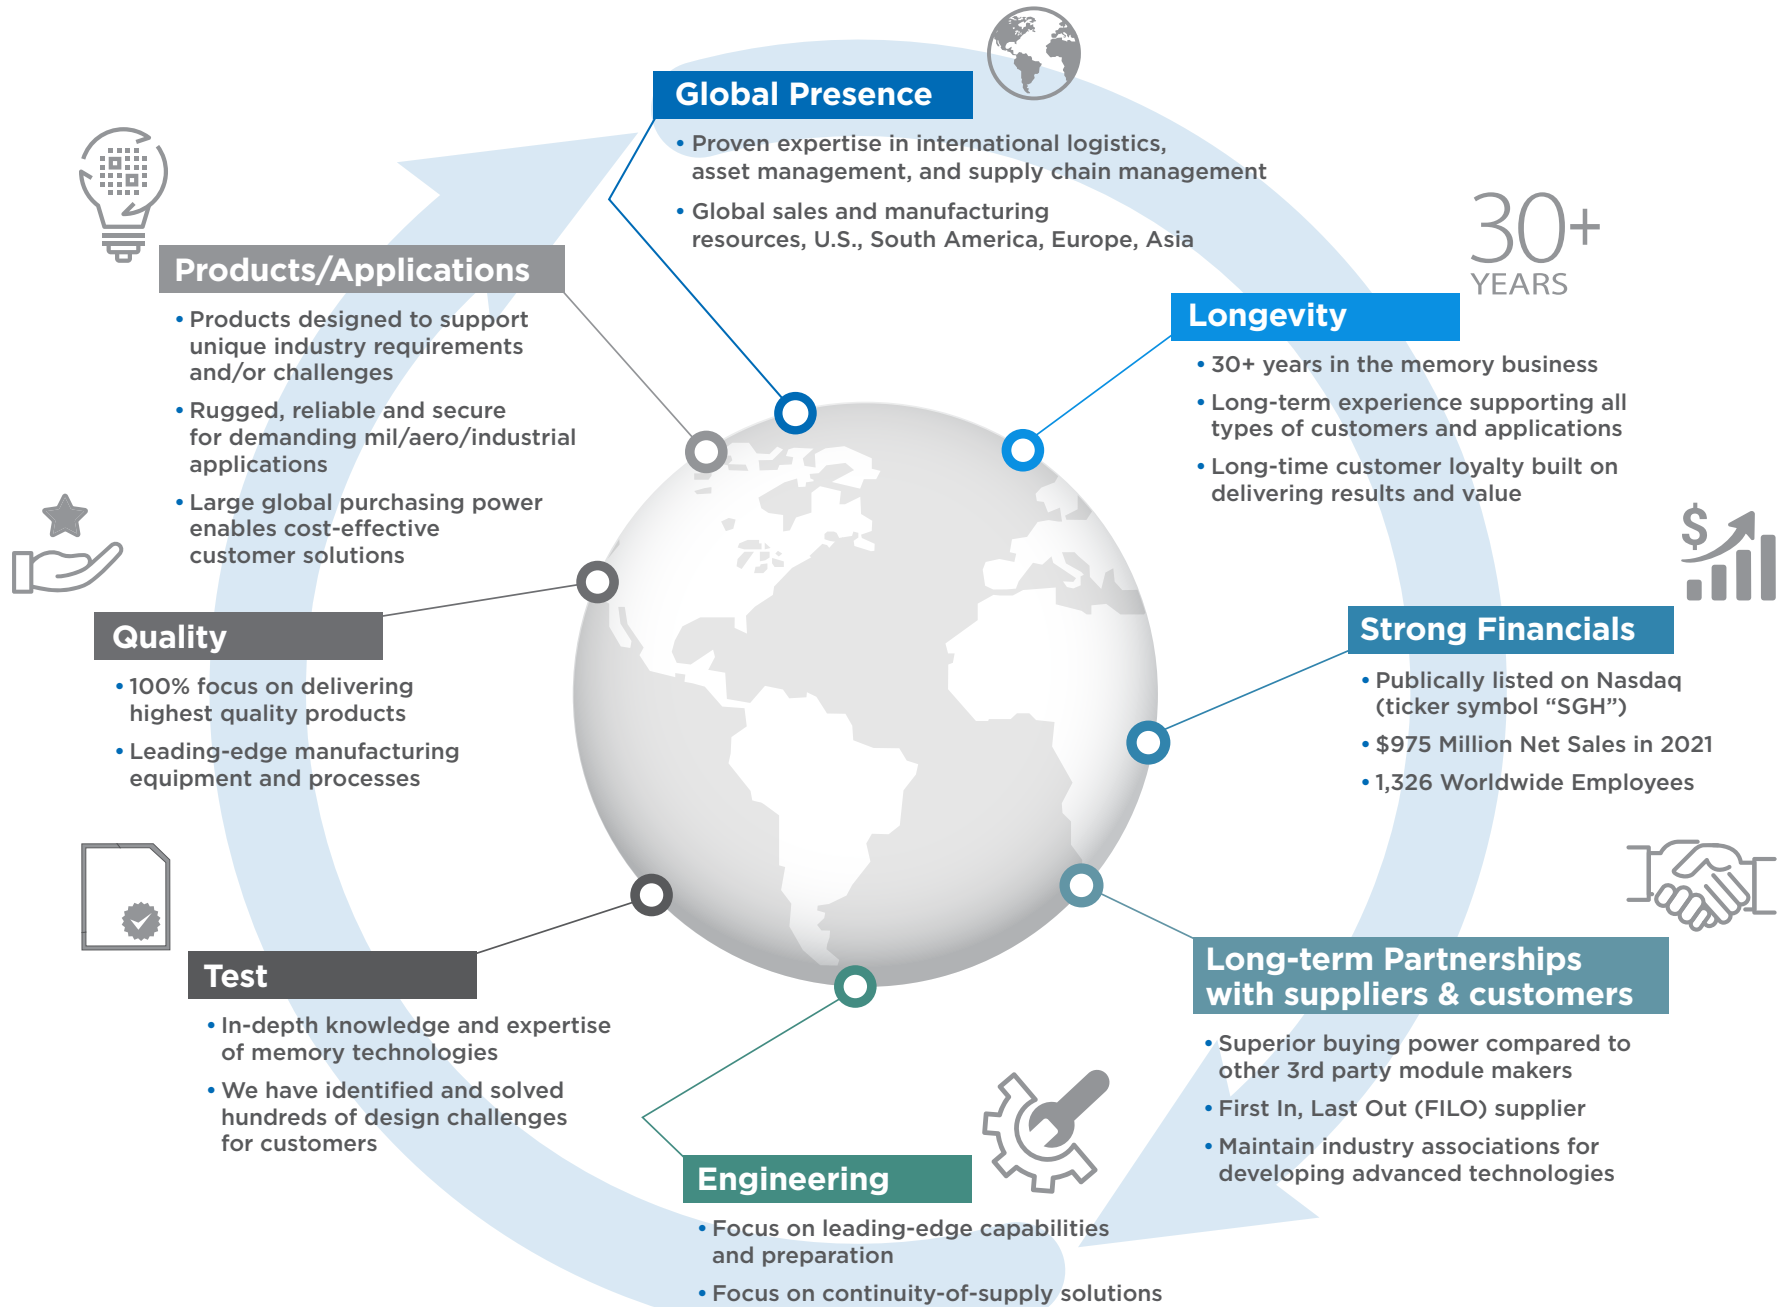 Global Presence
• Proven expertise in international logistics,
asset management, and supply chain management
• Global sales and manufacturing
resources, U.S., South America, Europe, Asia
30+
YEARS
Longevity
• 30+ years in the memory business
• Long-term experience supporting all
types of customers and applications
• Long-time customer loyalty built on
delivering results and value
$
Strong Financials
• Publically listed on Nasdaq
(ticker symbol “SGH”)
• $975 Million Net Sales in 2021
• 1,326 Worldwide Employees
Long-term Partnerships
with suppliers & customers
• Superior buying power compared to
other 3rd party module makers
• First In, Last Out (FILO) supplier
• Maintain industry associations for
developing advanced technologies
Engineering
• Focus on leading-edge capabilities
and preparation
• Focus on continuity-of-supply solutions
Test
• In-depth knowledge and expertise
of memory technologies
• We have identified and solved
hundreds of design challenges
for customers
Quality
• 100% focus on delivering
highest quality products
• Leading-edge manufacturing
equipment and processes
Products/Applications
• Products designed to support
unique industry requirements
and/or challenges
• Rugged, reliable and secure
for demanding mil/aero/industrial
applications
• Large global purchasing power
enables cost-effective
customer solutions